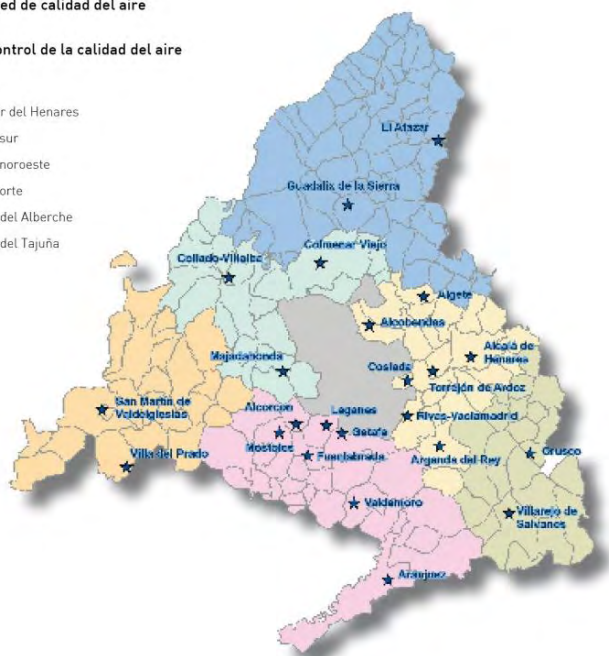 ed de calidad del aire
ontrol de la calidad del aire
r del Henares
sur
noroeste
orte
del Alberche
del Tajuña
El Atazar
Guadalix de la Sierra
Colmenar Viejo
Collado-Villalba
Algete
Alcobendas
Alcalá de
Henares
Majadahonda
Coslada
Torrejón de Ardoz
San Martín de
Valdeiglesias
Alcorcón
Leganés
Rivas-Vaciamadrid
Getafe
Móstoles
Villa del Prado
Fuenlabrada
Arganda del Rey
Orusco
Valdemoro
Villarejo de
Salvanés
Aranjuez